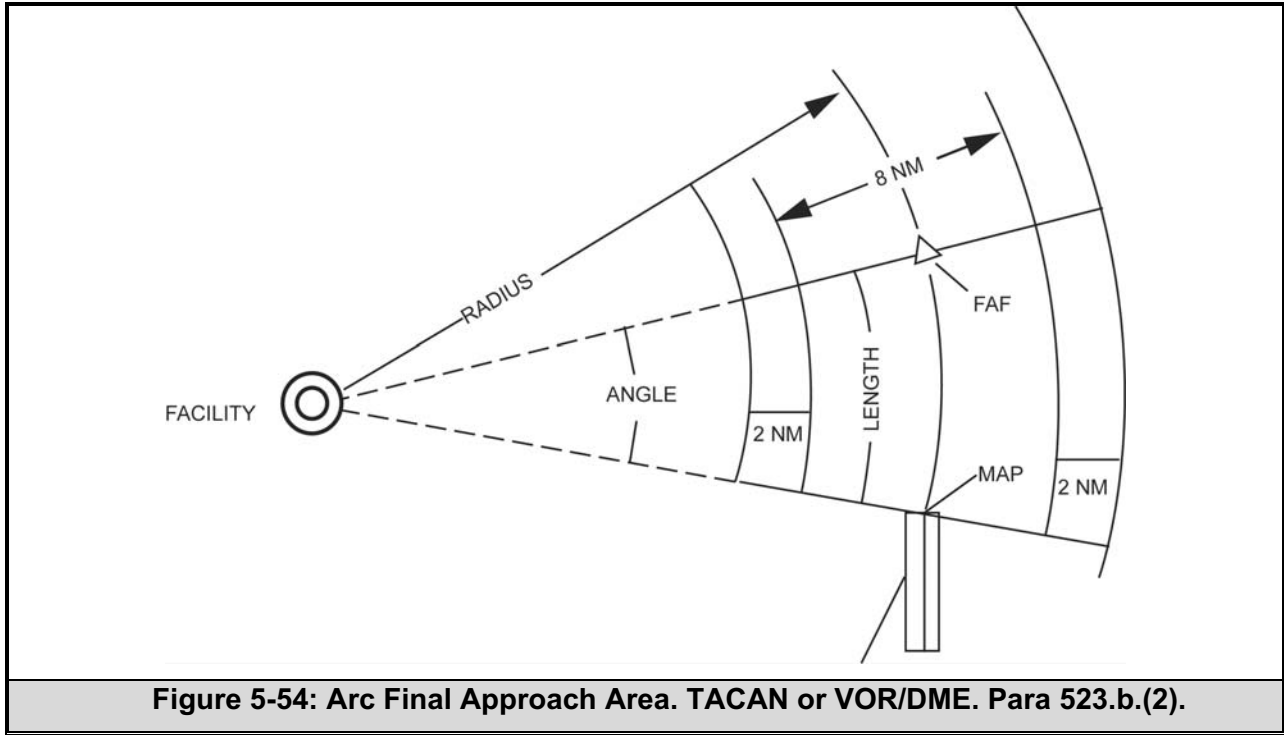 8 NM
RADIUS
FAF
ANGLE
LENGTH
FACILITY
2 NM
MAP
2 NM
Figure 5-54: Arc Final Approach Area. TACAN or VOR/DME. Para 523.b.(2).